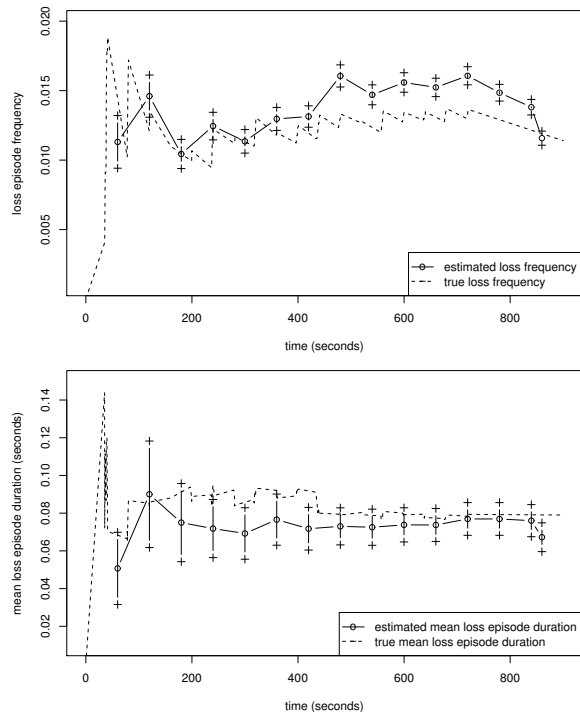 0.020
0.015
0.010
0.005
loss episode frequency
estimated loss frequency
true loss frequency
0 200 400 600 800
time (seconds)
0.14
0.12
0.10
0.08
0.06
0.04
0.02
mean loss episode duration (seconds)
estimated mean loss episode duration
true mean loss episode duration
0 200 400 600 800
time (seconds)